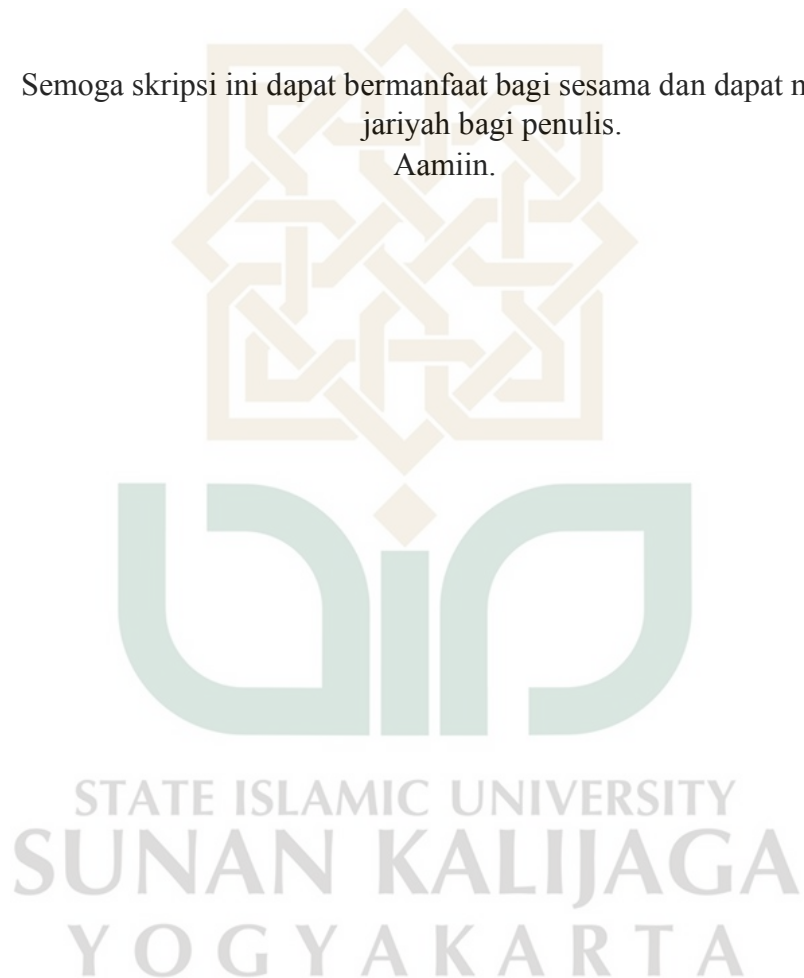 Semoga skripsi ini dapat bermanfaat bagi sesama dan dapat
jariyah bagi penulis.
Aamiin.
STATE ISLAMIC UNIVERSITY
SUNAN KALIJAGA
YOGYAKARTA